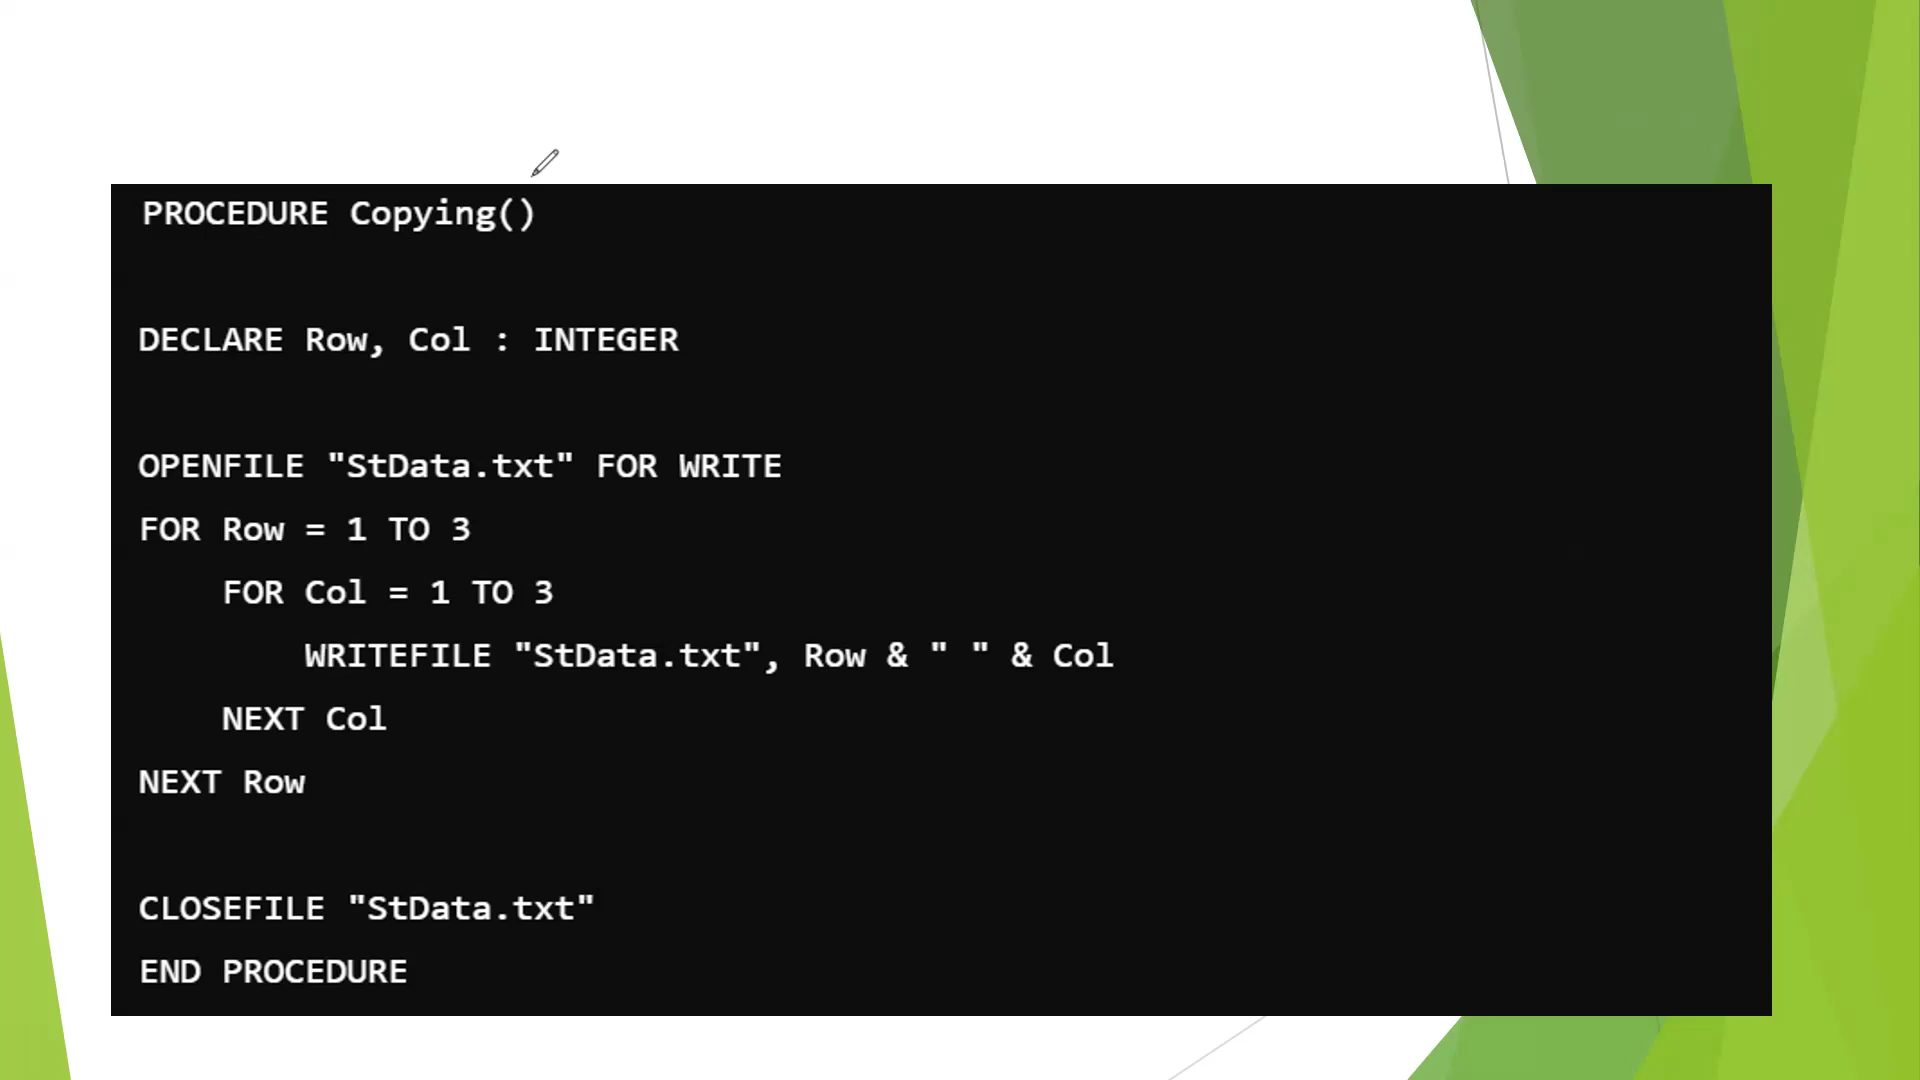 PROCEDURE Copying()
DECLARE Row, Col : INTEGER
OPENFILE "StData.txt" FOR WRITE
FOR Row = 1 TO 3
FOR Col = 1 TO 3
WRITEFILE "StData.txt", Row & " " & Col
NEXT Col
NEXT Row
CLOSEFILE "StData.txt"
END PROCEDURE